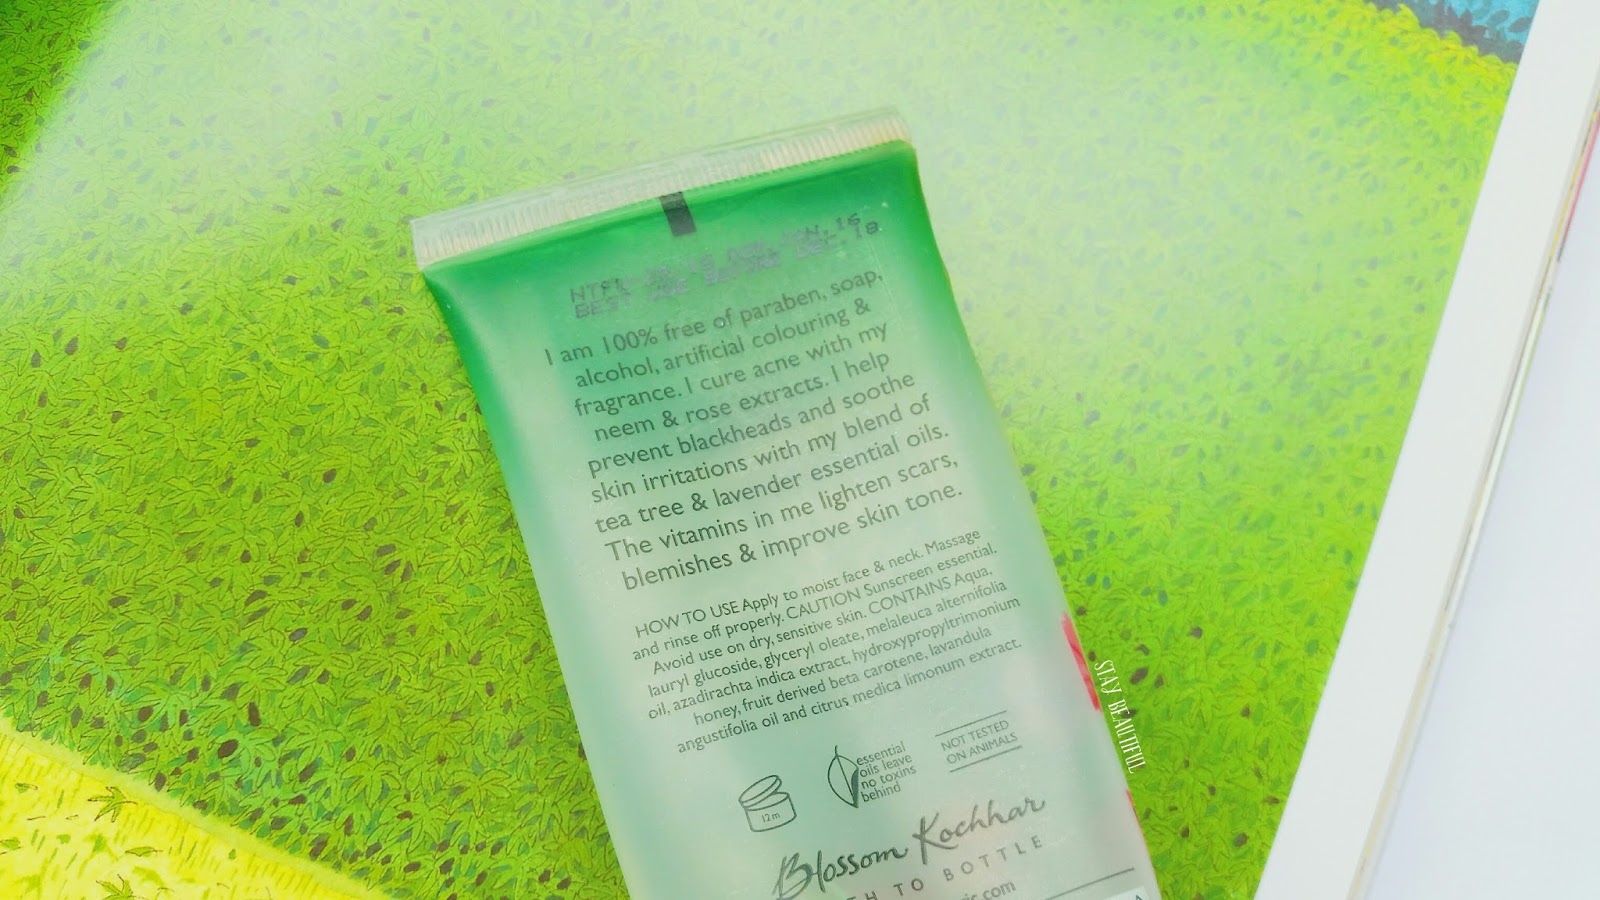 BEST
I am 100% free of paraben, soap,
alcohol, artificial colouring &
fragrance. I cure acne with my
neem & rose extracts. I help
prevent blackheads and soothe
skin irritations with my blend of
tea tree & lavender essential oils.
The vitamins in me lighten scars,
blemishes & improve skin tone.
HOW TO USE Apply to moist face & neck. Massage
and rinse off properly. CAUTION Sunscreen essential.
Avoid use on dry, sensitive skin. CONTAINS Aqua,
lauryl glucoside, glyceryl oleate, melaleuca alternifolia
oil, azadirachta indica extract, hydroxypropyltrimonium
honey, fruit derived beta carotene, lavandula
angustifolia oil and citrus medica limonum extract.
12m
essential
oils leave
no toxins
behind
NOT TESTED
ON ANIMALS
Blossom Kochhar
TH TO BOTTLE
ic.com
STAY BEAUTIFUL